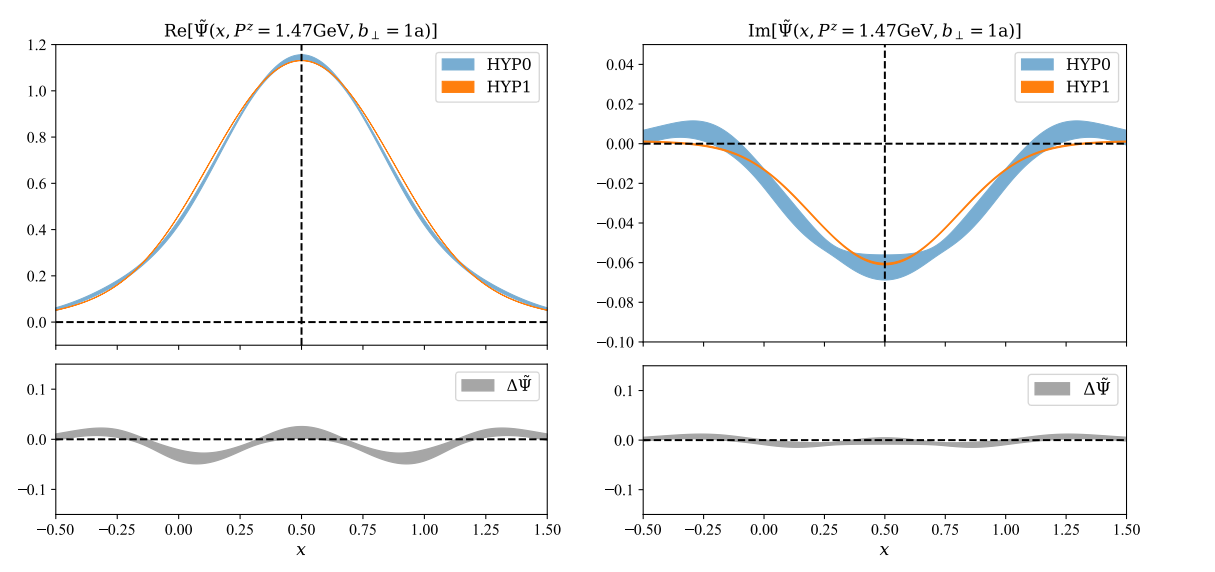 Re[Ψ̃(x, Pᶻ = 1.47GeV, b⊥ = 1a)]
1.2
1.0
0.8
0.6
0.4
0.2
0.0
HYP0
HYP1
0.1
0.0
−0.1
ΔΨ̃
−0.50 −0.25 0.00 0.25 0.50 0.75 1.00 1.25 1.50
x
Im[Ψ̃(x, Pᶻ = 1.47GeV, b⊥ = 1a)]
0.04
0.02
0.00
−0.02
−0.04
−0.06
−0.08
−0.10
HYP0
HYP1
0.1
0.0
−0.1
ΔΨ̃
−0.50 −0.25 0.00 0.25 0.50 0.75 1.00 1.25 1.50
x